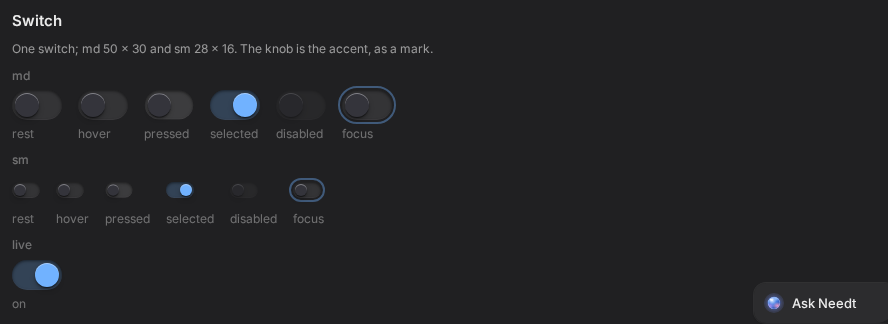 Switch
One switch; md 50 × 30 and sm 28 × 16. The knob is the accent, as a mark.
md
rest hover pressed selected disabled focus
sm
rest hover pressed selected disabled focus
live
on
Ask Needt